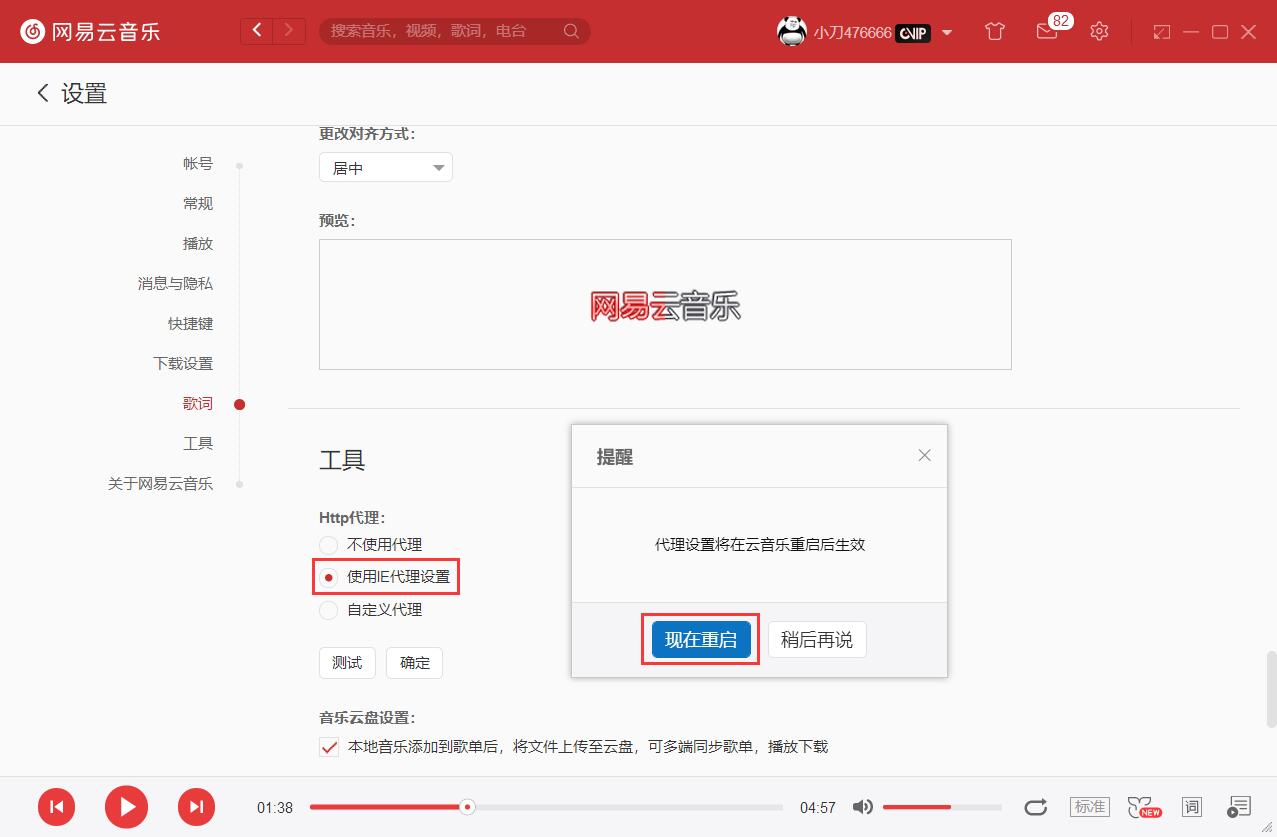 网易云音乐
搜索音乐，视频，歌词，电台
小刀476666
CVIP
82
设置
更改对齐方式：
居中
预览：
网易云音乐
帐号
常规
播放
消息与隐私
快捷键
下载设置
歌词
工具
关于网易云音乐
工具
Http代理：
不使用代理
使用IE代理设置
自定义代理
测试 确定
音乐云盘设置：
本地音乐添加到歌单后，将文件上传至云盘，可多端同步歌单，播放下载
提醒
代理设置将在云音乐重启后生效
现在重启 稍后再说
01:38 04:57 标准 NEW 词